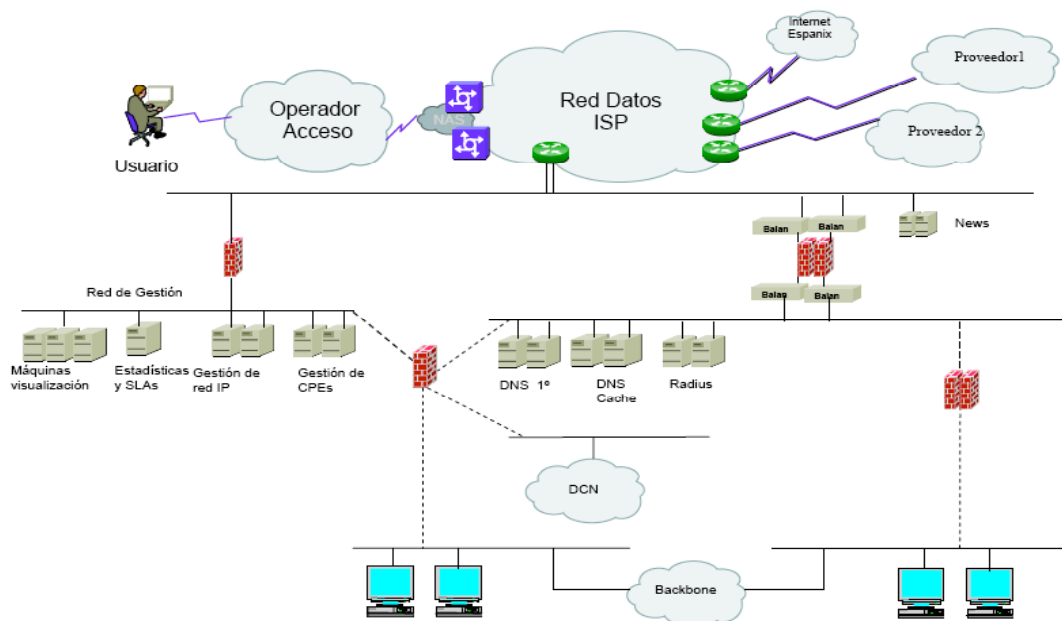 Internet
Espanix
Proveedor1
Operador
Acceso
NAS
Red Datos
ISP
Proveedor 2
Usuario
Balan
Balan
News
Red de Gestión
Balan
Balan
Máquinas
visualización
Estadísticas
y SLAs
Gestión de
red IP
Gestión de
CPEs
DNS 1º
DNS
Cache
Radius
DCN
Backbone